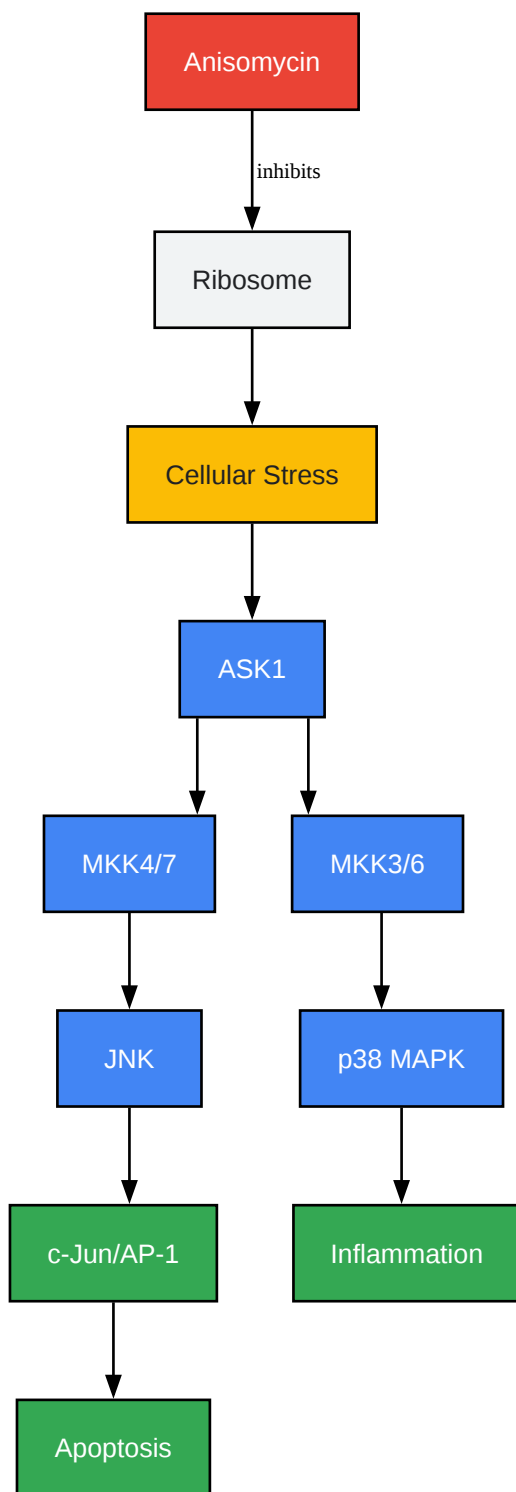 Anisomycin
inhibits
Ribosome
Cellular Stress
ASK1
MKK4/7
MKK3/6
JNK
p38 MAPK
c-Jun/AP-1
Inflammation
Apoptosis